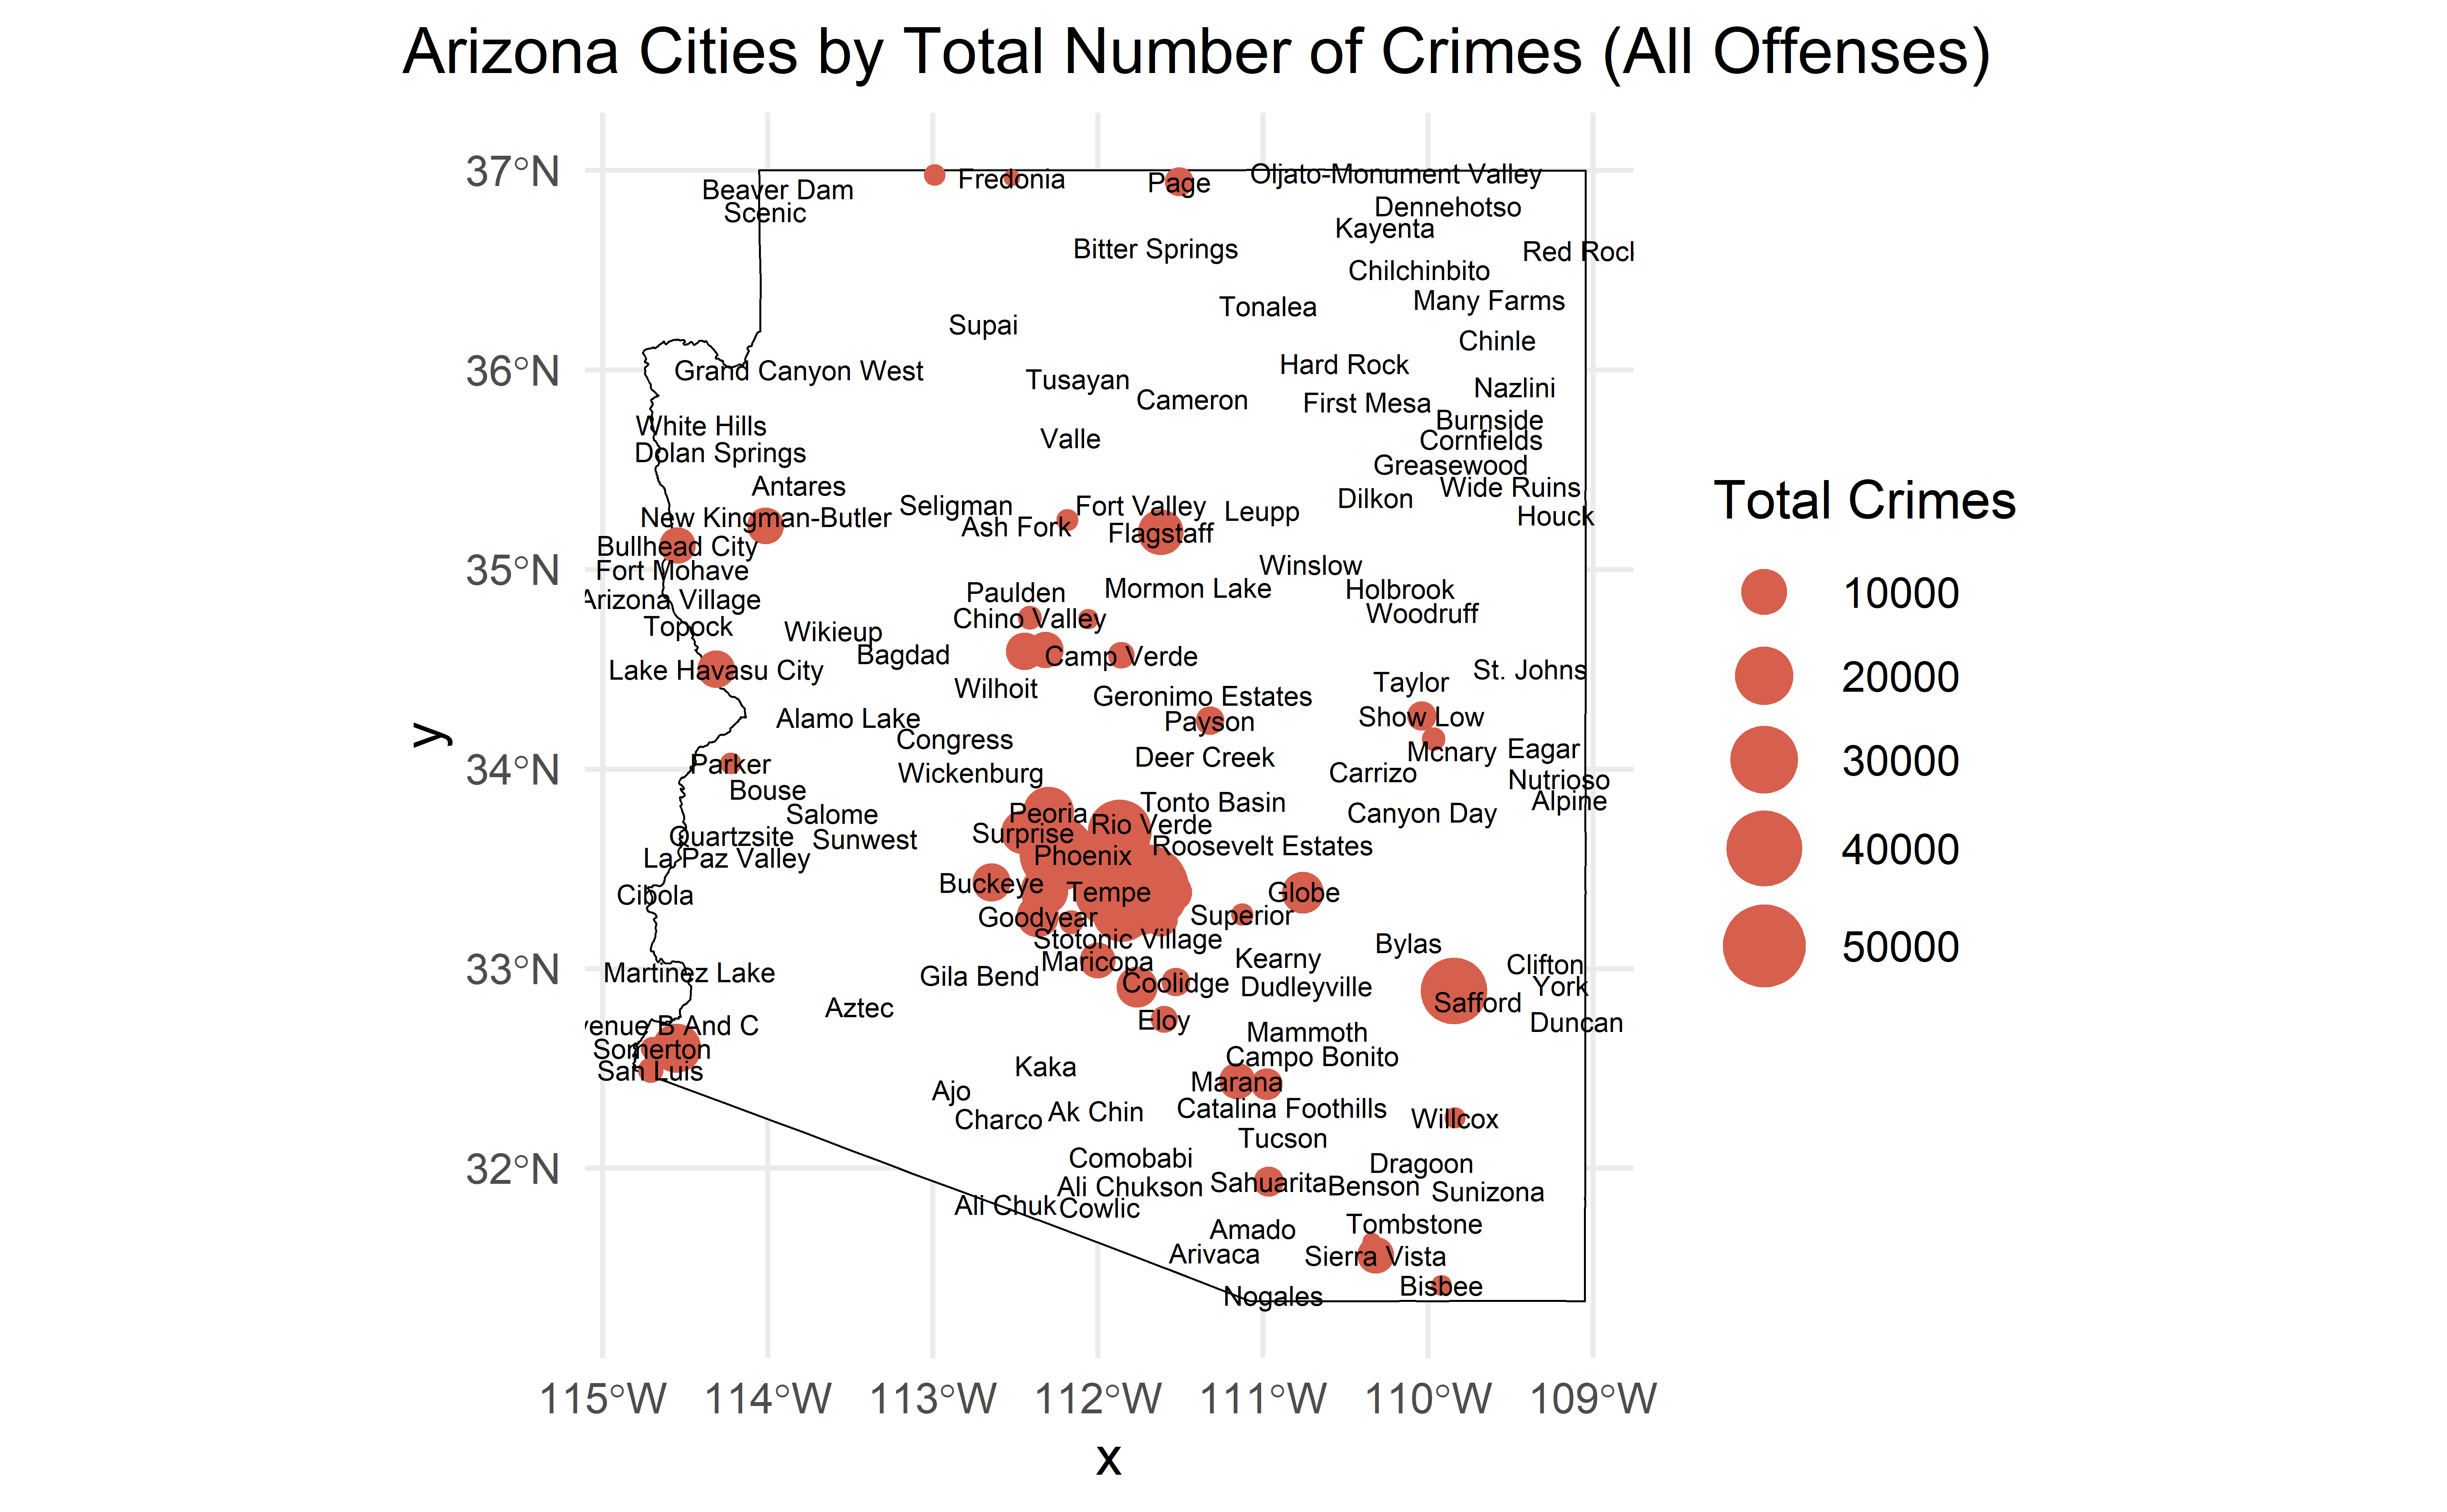 Arizona Cities by Total Number of Crimes (All Offenses)
37°N
36°N
35°N
34°N
33°N
32°N
y
Fredonia
Page
Oljato-Monument Valley
Beaver Dam
Scenic
Dennehotso
Kayenta
Bitter Springs
Red Rocl
Chilchinbito
Many Farms
Tonalea
Supai
Chinle
Grand Canyon West
Hard Rock
Tusayan
Nazlini
Cameron
First Mesa
White Hills
Burnside
Valle
Cornfields
Dolan Springs
Greasewood
Antares
Wide Ruins
Seligman
Fort Valley
Dilkon
Leupp
New Kingman-Butler
Houck
Ash Fork
Flagstaff
Bullhead City
Winslow
Fort Mohave
Mormon Lake
Holbrook
Paulden
Arizona Village
Woodruff
Chino Valley
Topock
Wikieup
Bagdad
Camp Verde
Lake Havasu City
St. Johns
Taylor
Wilhoit
Geronimo Estates
Show Low
Alamo Lake
Payson
Congress
Eagar
Mcnary
Deer Creek
Parker
Wickenburg
Carrizo
Nutrioso
Bouse
Tonto Basin
Alpine
Peoria
Salome
Canyon Day
Rio Verde
Surprise
Quartzsite
Sunwest
Roosevelt Estates
Phoenix
La Paz Valley
Buckeye
Tempe
Globe
Cibola
Goodyear
Superior
Stotonic Village
Bylas
Maricopa
Kearny
Clifton
Martinez Lake
Gila Bend
Coolidge
Dudleyville
York
Safford
Aztec
Eloy
Duncan
venue B And C
Mammoth
Somerton
Campo Bonito
San Luis
Kaka
Marana
Ajo
Catalina Foothills
Ak Chin
Charco
Willcox
Tucson
Comobabi
Dragoon
Ali Chukson
Sahuarita
Benson
Sunizona
Ali Chuk
Cowlic
Tombstone
Amado
Arivaca
Sierra Vista
Bisbee
Nogales
115°W
114°W
113°W
112°W
111°W
110°W
109°W
x
Total Crimes
10000
20000
30000
40000
50000